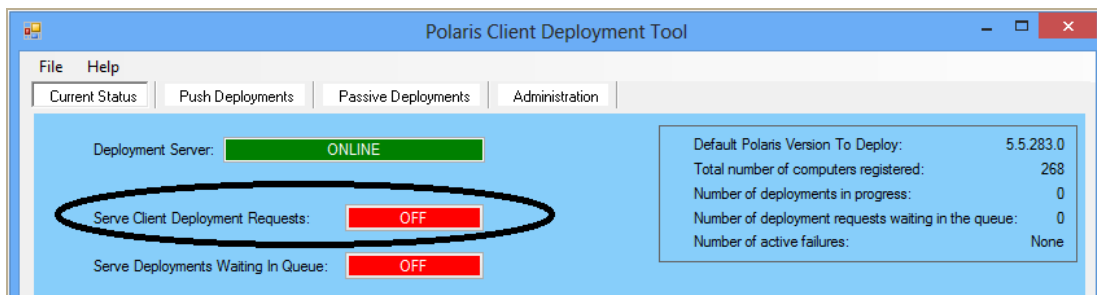 Polaris Client Deployment Tool
File Help
Current Status Push Deployments Passive Deployments Administration
Deployment Server: ONLINE
Serve Client Deployment Requests: OFF
Serve Deployments Waiting In Queue: OFF
Default Polaris Version To Deploy: 5.5.283.0
Total number of computers registered: 268
Number of deployments in progress: 0
Number of deployment requests waiting in the queue: 0
Number of active failures: None